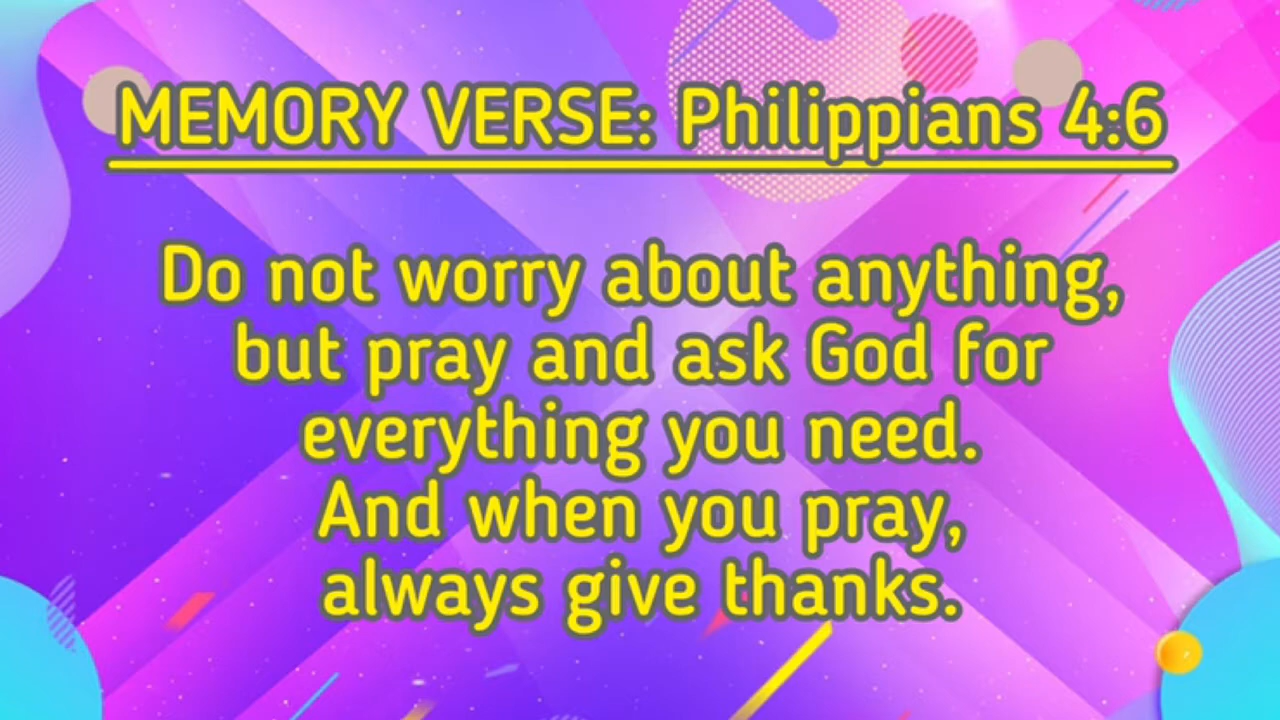 MEMORY VERSE: Philippians 4:6
Do not worry about anything,
but pray and ask God for
everything you need.
And when you pray,
always give thanks.